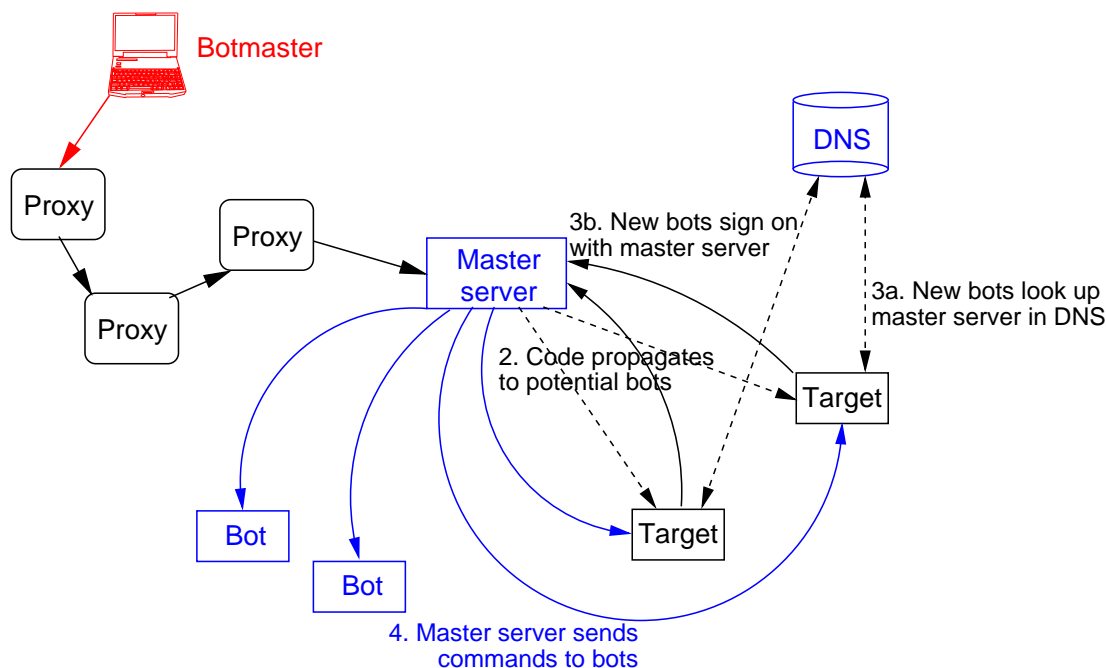 Botmaster
DNS
Proxy
Proxy
3b. New bots sign on
with master server
Master
server
3a. New bots look up
master server in DNS
Proxy
2. Code propagates
to potential bots
Target
Bot
Target
Bot
4. Master server sends
commands to bots